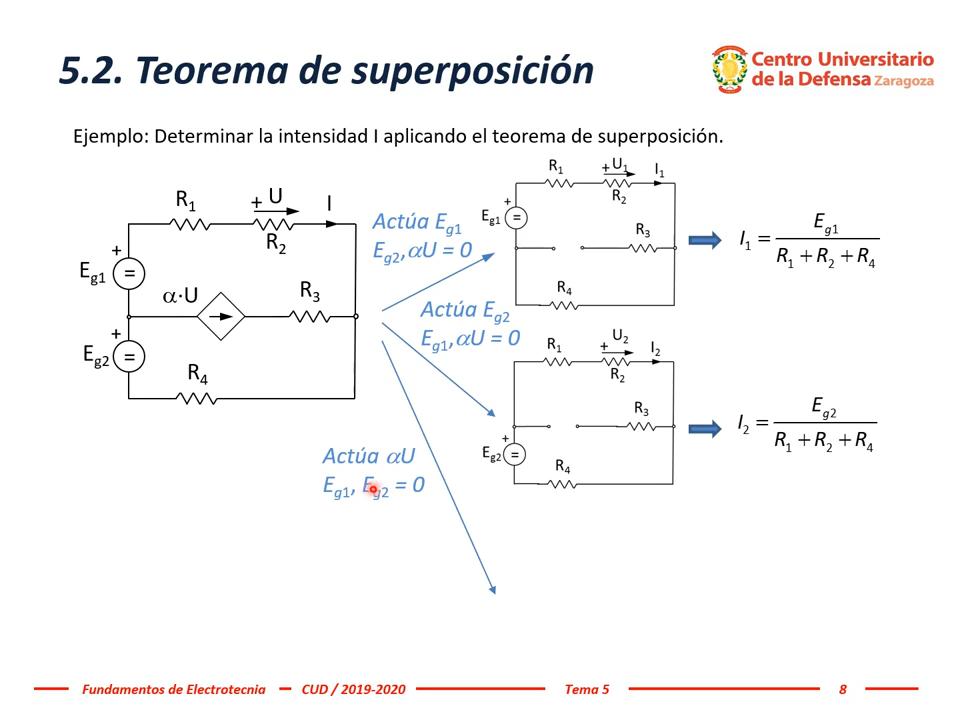 5.2. Teorema de superposición
Centro Universitario
de la Defensa Zaragoza
Ejemplo: Determinar la intensidad I aplicando el teorema de superposición.
R1
+ U
I
R2
+
Eg1
=
α·U
R3
+
Eg2
=
R4
Actúa Eg1
Eg2,αU = 0
Actúa Eg2
Eg1,αU = 0
Actúa αU
Eg1, Eg2 = 0
R1
+ U1
I1
R2
+
Eg1
=
R3
R4
I1 = Eg1 / R1 + R2 + R4
R1
+ U2
I2
R2
R3
+
Eg2
=
R4
I2 = Eg2 / R1 + R2 + R4
Fundamentos de Electrotecnia
CUD / 2019-2020
Tema 5
8